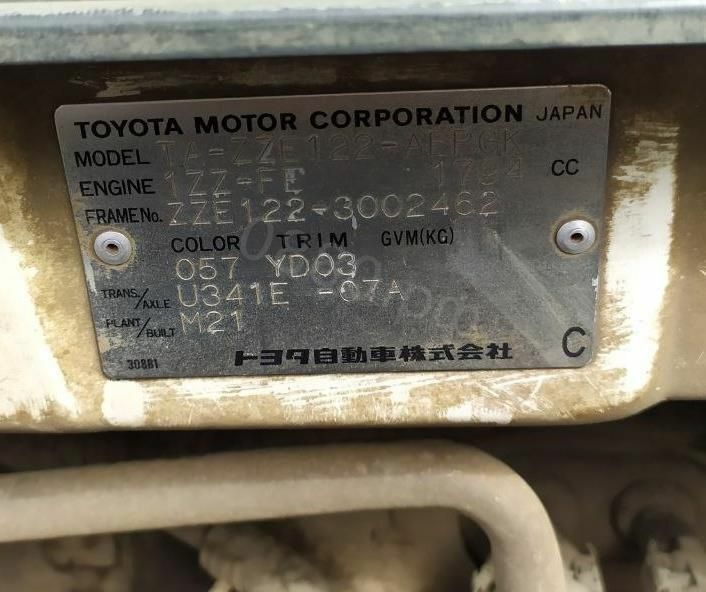 TOYOTA MOTOR CORPORATION JAPAN
MODEL TA-ZZE122-AEPGK
ENGINE 1ZZ-FE 1794 CC
FRAME No. ZZE122-3002462
COLOR TRIM GVM(KG)
057 YD03
TRANS./AXLE U341E -07A
PLANT/BUILT M21
30881 トヨタ自動車株式会社 C